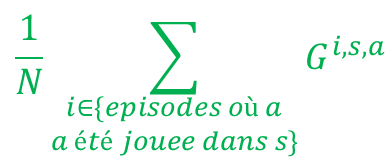 1/N ∑ G^{i,s,a}
i∈{episodes où a
a été jouee dans s}